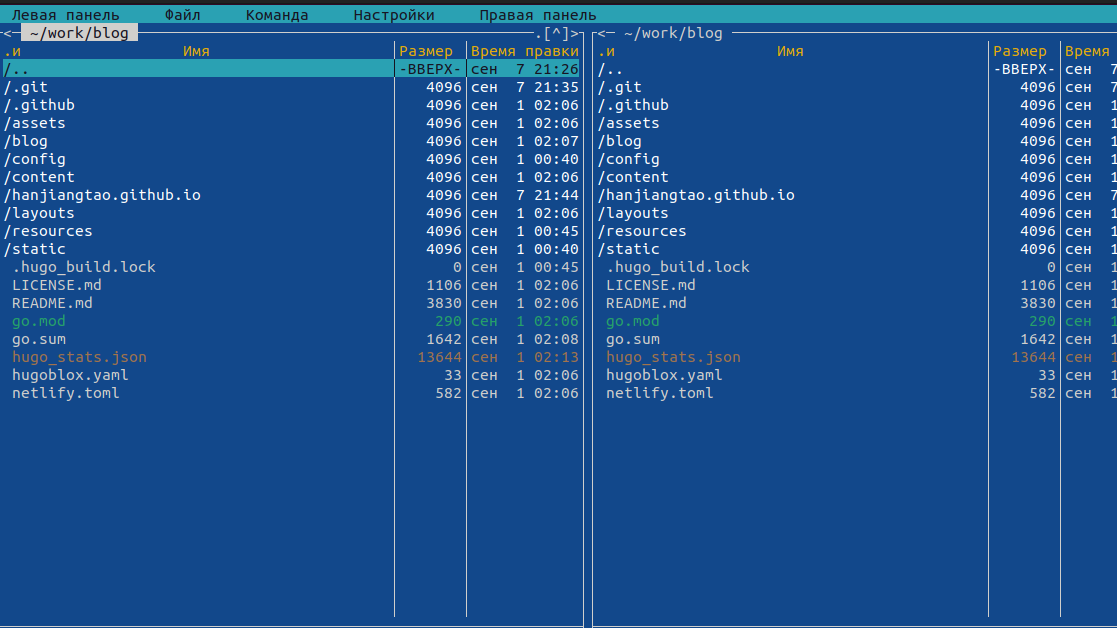 Левая панель Файл Команда Настройки Правая панель
<─ ~/work/blog ─.[^]>
.и Имя Размер Время правки
/.. -ВВЕРХ- сен 7 21:26
/.git 4096 сен 7 21:35
/.github 4096 сен 1 02:06
/assets 4096 сен 1 02:06
/blog 4096 сен 1 02:07
/config 4096 сен 1 00:40
/content 4096 сен 1 02:06
/hanjiangtao.github.io 4096 сен 7 21:44
/layouts 4096 сен 1 02:06
/resources 4096 сен 1 00:45
/static 4096 сен 1 00:40
.hugo_build.lock 0 сен 1 00:45
LICENSE.md 1106 сен 1 02:06
README.md 3830 сен 1 02:06
go.mod 290 сен 1 02:06
go.sum 1642 сен 1 02:08
hugo_stats.json 13644 сен 1 02:13
hugoblox.yaml 33 сен 1 02:06
netlify.toml 582 сен 1 02:06
<─ ~/work/blog
.и Имя Размер Время
/.. -ВВЕРХ- сен 7
/.git 4096 сен 7
/.github 4096 сен 1
/assets 4096 сен 1
/blog 4096 сен 1
/config 4096 сен 1
/content 4096 сен 1
/hanjiangtao.github.io 4096 сен 7
/layouts 4096 сен 1
/resources 4096 сен 1
/static 4096 сен 1
.hugo_build.lock 0 сен 1
LICENSE.md 1106 сен 1
README.md 3830 сен 1
go.mod 290 сен 1
go.sum 1642 сен 1
hugo_stats.json 13644 сен 1
hugoblox.yaml 33 сен 1
netlify.toml 582 сен 1